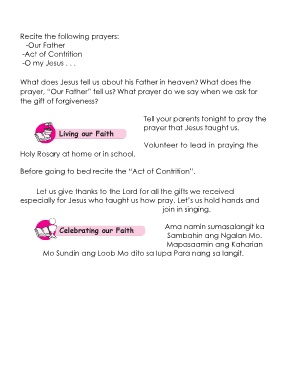 Recite the following prayers:
-Our Father
-Act of Contrition
-O my Jesus . . .
What does Jesus tell us about his Father in heaven? What does the
prayer, “Our Father” tell us? What prayer do we say when we ask for
the gift of forgiveness?
Living our Faith
Tell your parents tonight to pray the
prayer that Jesus taught us.
Volunteer to lead in praying the
Holy Rosary at home or in school.
Before going to bed recite the “Act of Contrition”.
Let us give thanks to the Lord for all the gifts we received
especially for Jesus who taught us how pray. Let’s us hold hands and
join in singing.
Celebrating our Faith
Ama namin sumasalangit ka
Sambahin ang Ngalan Mo.
Mapasaamin ang Kaharian
Mo Sundin ang Loob Mo dito sa lupa Para nang sa langit.